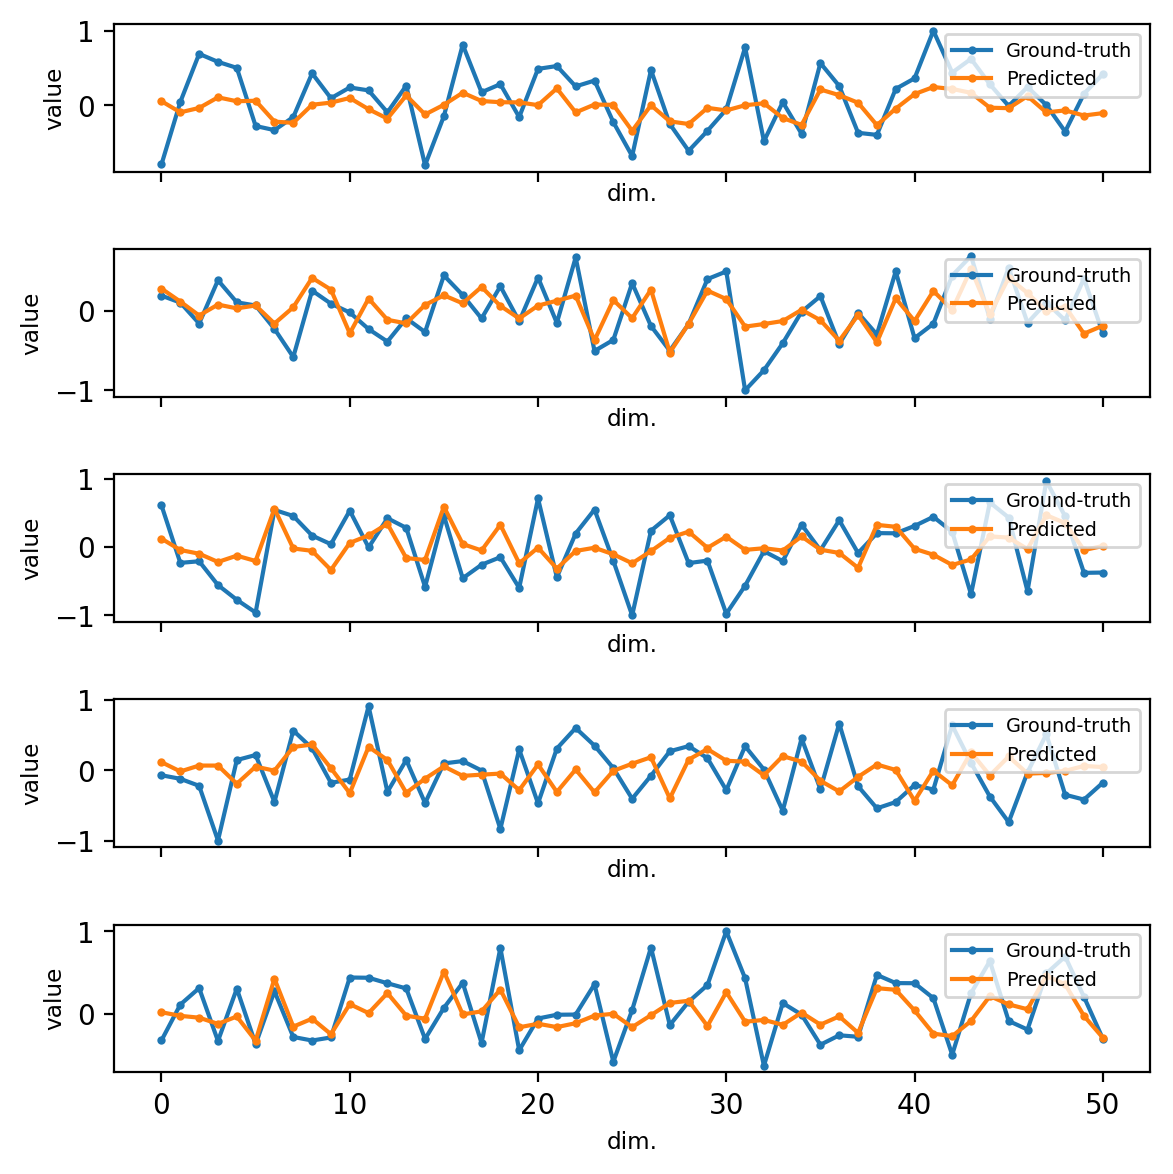 1
0
value
Ground-truth
Predicted
dim.
0
−1
value
Ground-truth
Predicted
dim.
1
0
−1
value
Ground-truth
Predicted
dim.
1
0
−1
value
Ground-truth
Predicted
dim.
1
0
value
Ground-truth
Predicted
0 10 20 30 40 50
dim.